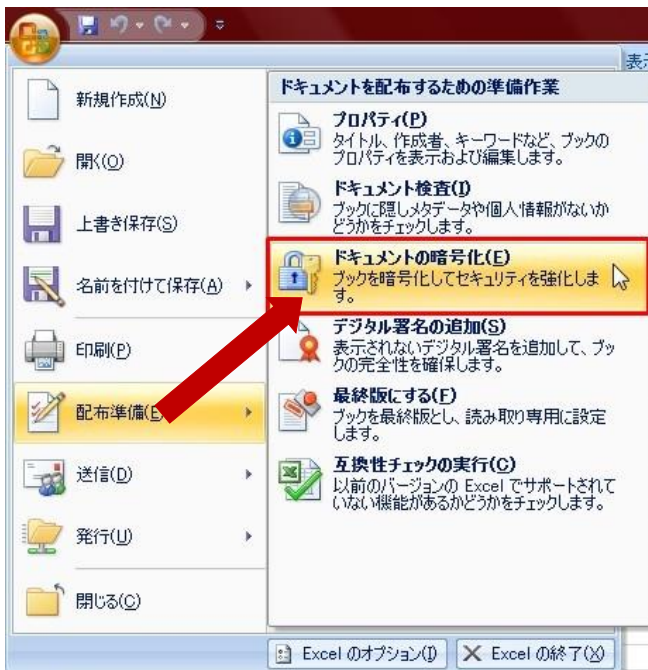 表示
新規作成(N)
開く(O)
上書き保存(S)
名前を付けて保存(A)
印刷(P)
配布準備(E)
送信(D)
発行(U)
閉じる(C)
ドキュメントを配布するための準備作業
プロパティ(P)
タイトル、作成者、キーワードなど、ブックの
プロパティを表示および編集します。
ドキュメント検査(I)
ブックに隠しメタデータや個人情報がないか
どうかをチェックします。
ドキュメントの暗号化(E)
ブックを暗号化してセキュリティを強化しま
す。
デジタル署名の追加(S)
表示されないデジタル署名を追加して、ブッ
クの完全性を確保します。
最終版にする(F)
ブックを最終版とし、読み取り専用に設定
します。
互換性チェックの実行(C)
以前のバージョンの Excel でサポートされて
いない機能があるかどうかをチェックします。
Excel のオプション(I)
Excel の終了(X)